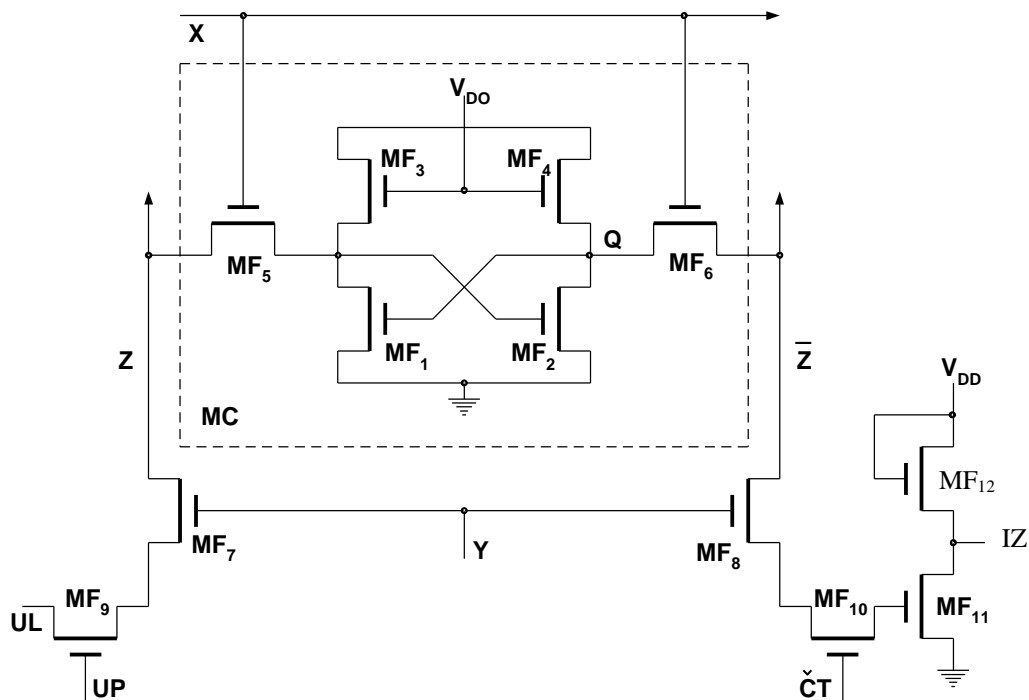 X
V_DO
MF_3
MF_4
Q
MF_5
MF_6
MF_1
MF_2
Z
Z̅
V_DD
MC
MF_12
MF_7
Y
MF_8
IZ
MF_9
MF_10
UL
MF_11
UP
ČT